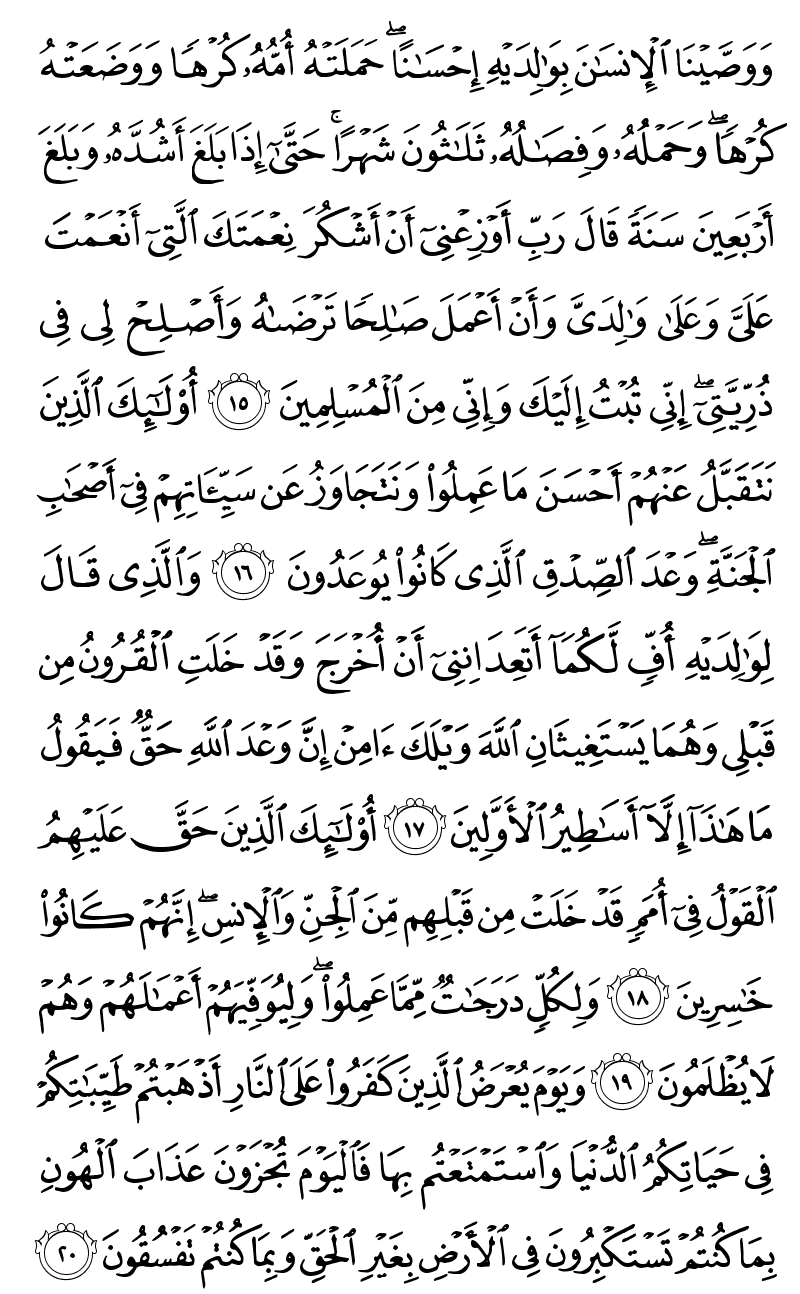 وَوَصَّيْنَا ٱلْإِنسَٰنَ بِوَٰلِدَيْهِ إِحْسَٰنًا ۖ حَمَلَتْهُ أُمُّهُۥ كُرْهًا وَوَضَعَتْهُ
كُرْهًا ۖ وَحَمْلُهُۥ وَفِصَٰلُهُۥ ثَلَٰثُونَ شَهْرًا ۚ حَتَّىٰٓ إِذَا بَلَغَ أَشُدَّهُۥ وَبَلَغَ
أَرْبَعِينَ سَنَةً قَالَ رَبِّ أَوْزِعْنِىٓ أَنْ أَشْكُرَ نِعْمَتَكَ ٱلَّتِىٓ أَنْعَمْتَ
عَلَىَّ وَعَلَىٰ وَٰلِدَىَّ وَأَنْ أَعْمَلَ صَٰلِحًا تَرْضَىٰهُ وَأَصْلِحْ لِى فِى
ذُرِّيَّتِىٓ ۖ إِنِّى تُبْتُ إِلَيْكَ وَإِنِّى مِنَ ٱلْمُسْلِمِينَ ١٥ أُو۟لَٰٓئِكَ ٱلَّذِينَ
نَتَقَبَّلُ عَنْهُمْ أَحْسَنَ مَا عَمِلُوا۟ وَنَتَجَاوَزُ عَن سَيِّـَٔاتِهِمْ فِىٓ أَصْحَٰبِ
ٱلْجَنَّةِ ۖ وَعْدَ ٱلصِّدْقِ ٱلَّذِى كَانُوا۟ يُوعَدُونَ ١٦ وَٱلَّذِى قَالَ
لِوَٰلِدَيْهِ أُفٍّ لَّكُمَآ أَتَعِدَانِنِىٓ أَنْ أُخْرَجَ وَقَدْ خَلَتِ ٱلْقُرُونُ مِن
قَبْلِى وَهُمَا يَسْتَغِيثَانِ ٱللَّهَ وَيْلَكَ ءَامِنْ إِنَّ وَعْدَ ٱللَّهِ حَقٌّ فَيَقُولُ
مَا هَٰذَآ إِلَّآ أَسَٰطِيرُ ٱلْأَوَّلِينَ ١٧ أُو۟لَٰٓئِكَ ٱلَّذِينَ حَقَّ عَلَيْهِمُ
ٱلْقَوْلُ فِىٓ أُمَمٍ قَدْ خَلَتْ مِن قَبْلِهِم مِّنَ ٱلْجِنِّ وَٱلْإِنسِ ۖ إِنَّهُمْ كَانُوا۟
خَٰسِرِينَ ١٨ وَلِكُلٍّ دَرَجَٰتٌ مِّمَّا عَمِلُوا۟ ۖ وَلِيُوَفِّيَهُمْ أَعْمَٰلَهُمْ وَهُمْ
لَا يُظْلَمُونَ ١٩ وَيَوْمَ يُعْرَضُ ٱلَّذِينَ كَفَرُوا۟ عَلَى ٱلنَّارِ أَذْهَبْتُمْ طَيِّبَٰتِكُمْ
فِى حَيَاتِكُمُ ٱلدُّنْيَا وَٱسْتَمْتَعْتُم بِهَا فَٱلْيَوْمَ تُجْزَوْنَ عَذَابَ ٱلْهُونِ
بِمَا كُنتُمْ تَسْتَكْبِرُونَ فِى ٱلْأَرْضِ بِغَيْرِ ٱلْحَقِّ وَبِمَا كُنتُمْ تَفْسُقُونَ ٢٠